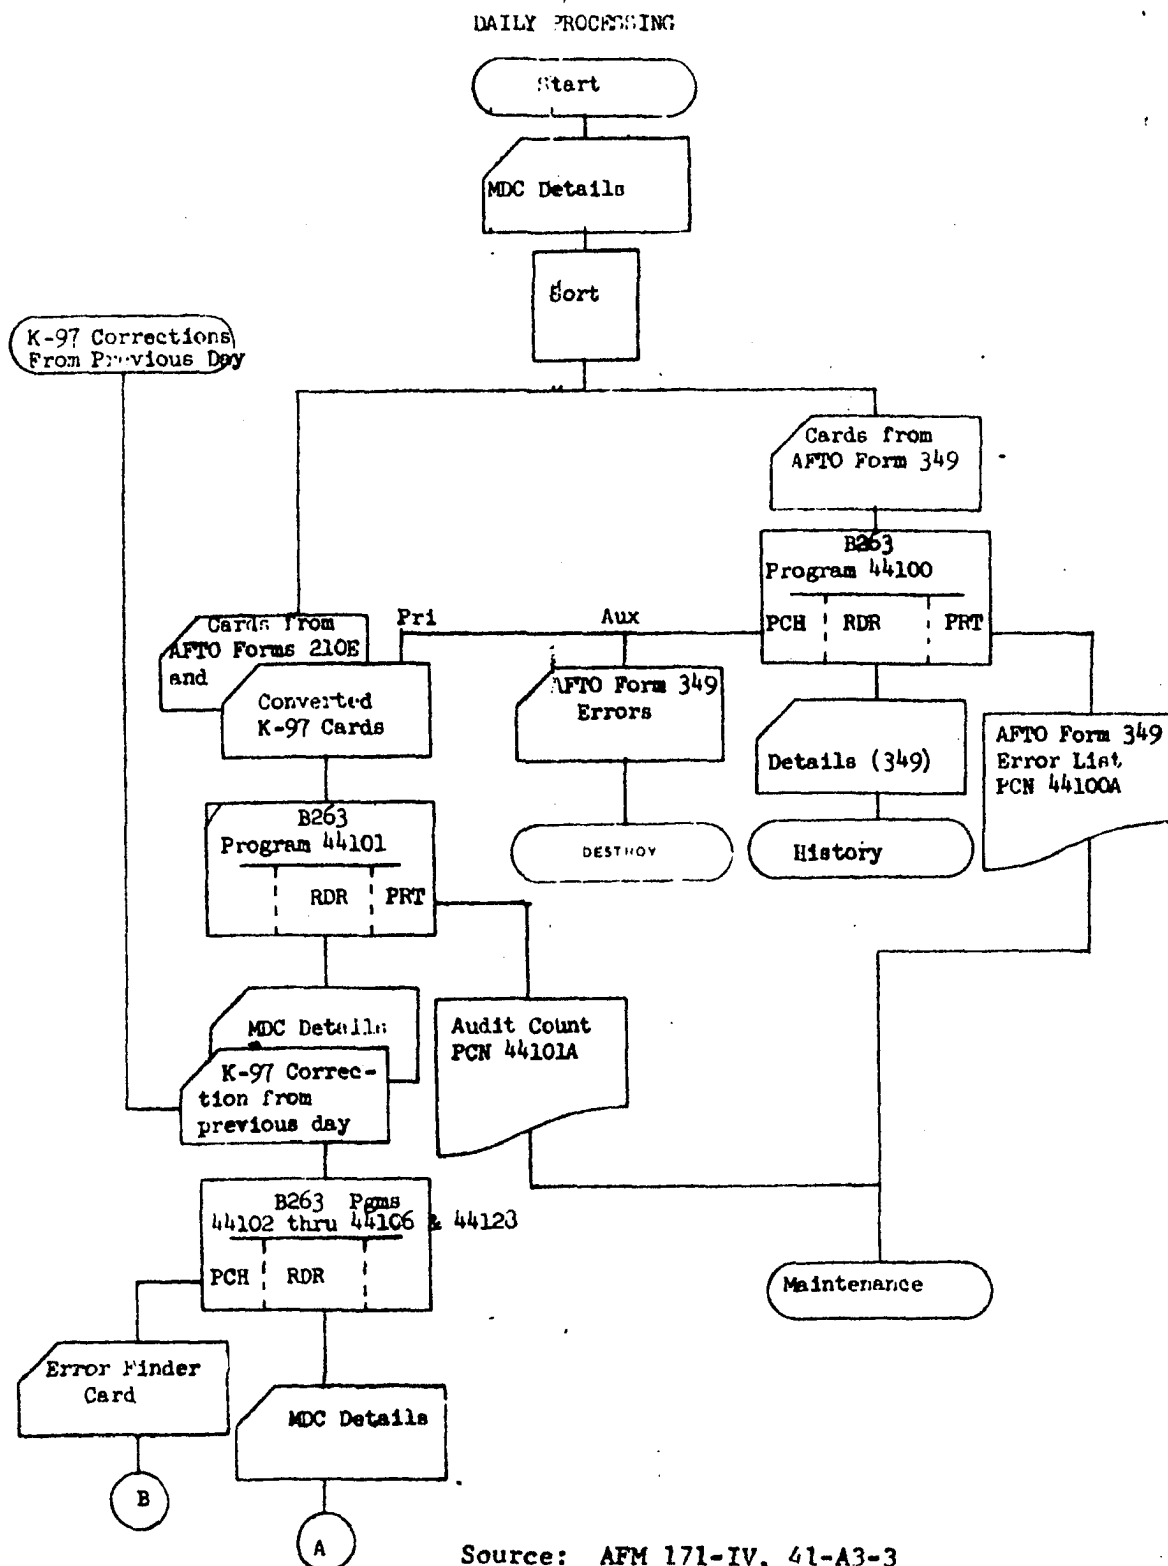 DAILY PROCESSING
Start
MDC Details
Sort
K-97 Corrections
From Previous Day
Cards from
AFTO Form 349
B263
Program 44100
PCH RDR PRT
Pri
Aux
Cards from
AFTO Forms 210E
and
Converted
K-97 Cards
AFTO Form 349
Errors
Details (349)
AFTO Form 349
Error List
PCN 44100A
B263
Program 44101
RDR PRT
DESTROY
History
MDC Details
K-97 Correc-
tion from
previous day
Audit Count
PCN 44101A
B263 Pgms
44102 thru 44106 & 44123
PCH RDR
Maintenance
Error Finder
Card
MDC Details
B
A
Source: AFM 171-IV, 41-A3-3